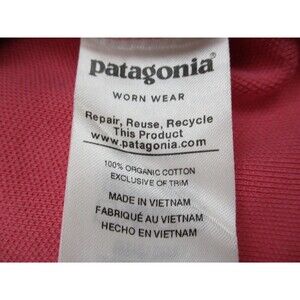 patagonia®
WORN WEAR
Repair, Reuse, Recycle
This Product
www.patagonia.com
100% ORGANIC COTTON
EXCLUSIVE OF TRIM
MADE IN VIETNAM
FABRIQUÉ AU VIETNAM
HECHO EN VIETNAM